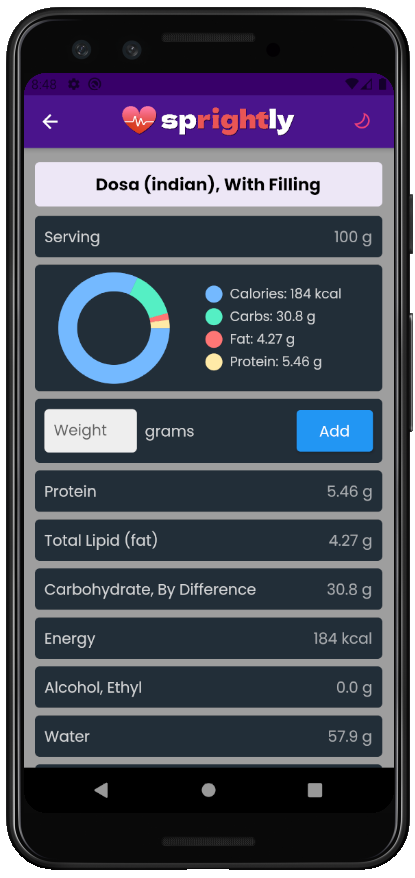 8:48
sprightly
Dosa (indian), With Filling
Serving 100 g
Calories: 184 kcal
Carbs: 30.8 g
Fat: 4.27 g
Protein: 5.46 g
Weight grams Add
Protein 5.46 g
Total Lipid (fat) 4.27 g
Carbohydrate, By Difference 30.8 g
Energy 184 kcal
Alcohol, Ethyl 0.0 g
Water 57.9 g